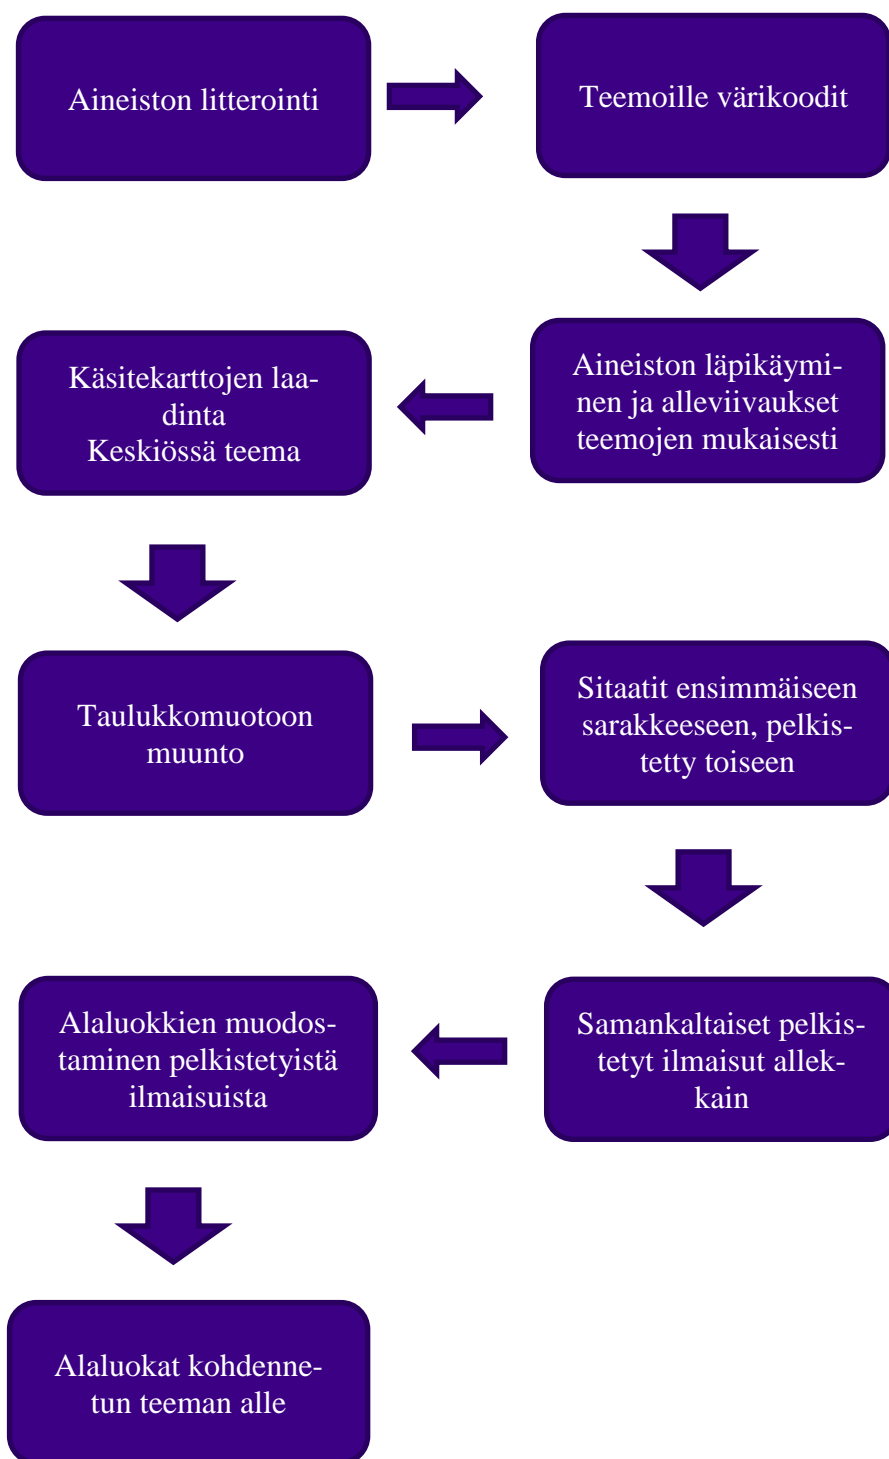 Aineiston litterointi
Teemoille värikoodit
Aineiston läpikäymi-
nen ja alleviivaukset
teemojen mukaisesti
Käsitekarttojen laa-
dinta
Keskiössä teema
Taulukkomuotoon
muunto
Sitaatit ensimmäiseen
sarakkeeseen, pelkis-
tetty toiseen
Samankaltaiset pelkis-
tetyt ilmaisut allek-
kain
Alaluokkien muodos-
taminen pelkistetyistä
ilmaisuista
Alaluokat kohdenne-
tun teeman alle